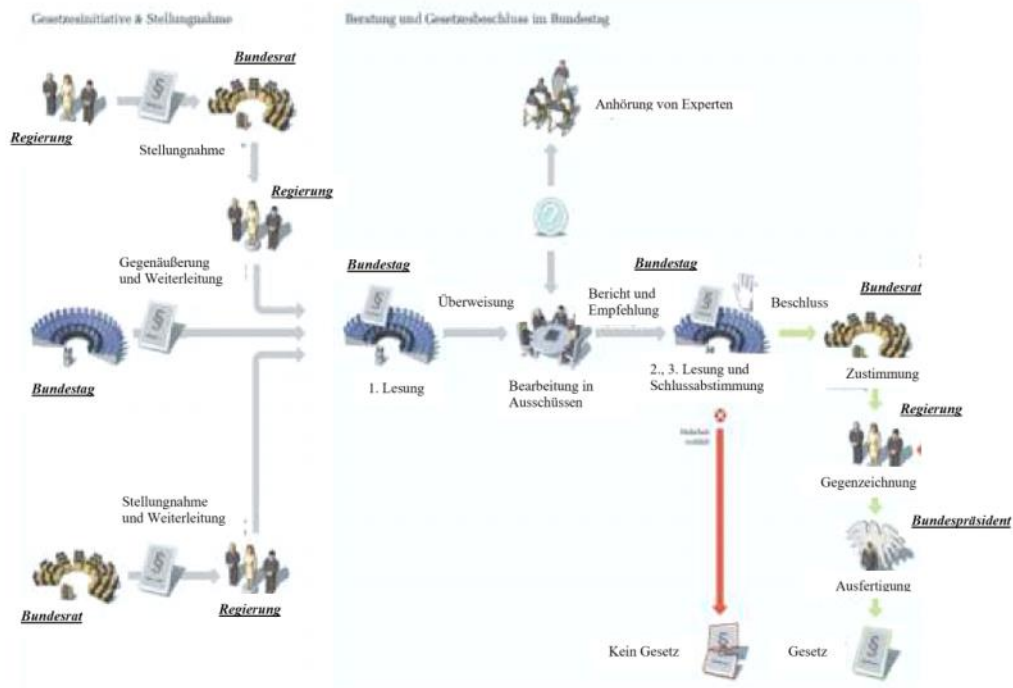 Gesetzesinitiative & Stellungnahme
Beratung und Gesetzesbeschluss im Bundestag
Bundesrat
Regierung
Stellungnahme
Anhörung von Experten
Regierung
Gegenäußerung
und Weiterleitung
Bundestag
Bundestag
1. Lesung
Überweisung
Bearbeitung in
Ausschüssen
Bericht und
Empfehlung
Bundestag
2., 3. Lesung und
Schlussabstimmung
Beschluss
Bundesrat
Zustimmung
Regierung
Gegenzeichnung
Bundespräsident
Ausfertigung
Stellungnahme
und Weiterleitung
Bundesrat
Regierung
Kein Gesetz
Gesetz